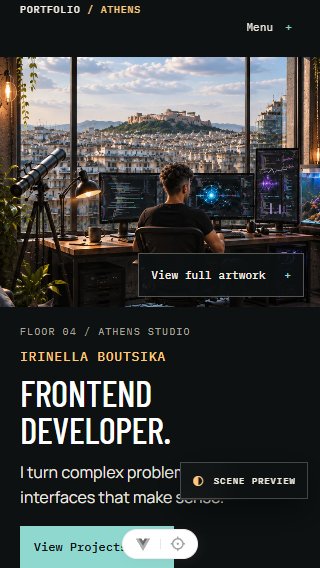 PORTFOLIO / ATHENS
Menu +
View full artwork +
FLOOR 04 / ATHENS STUDIO
IRINELLA BOUTSIKA
FRONTEND
DEVELOPER.
I turn complex problem
SCENE PREVIEW
interfaces that make sense.
View Projects